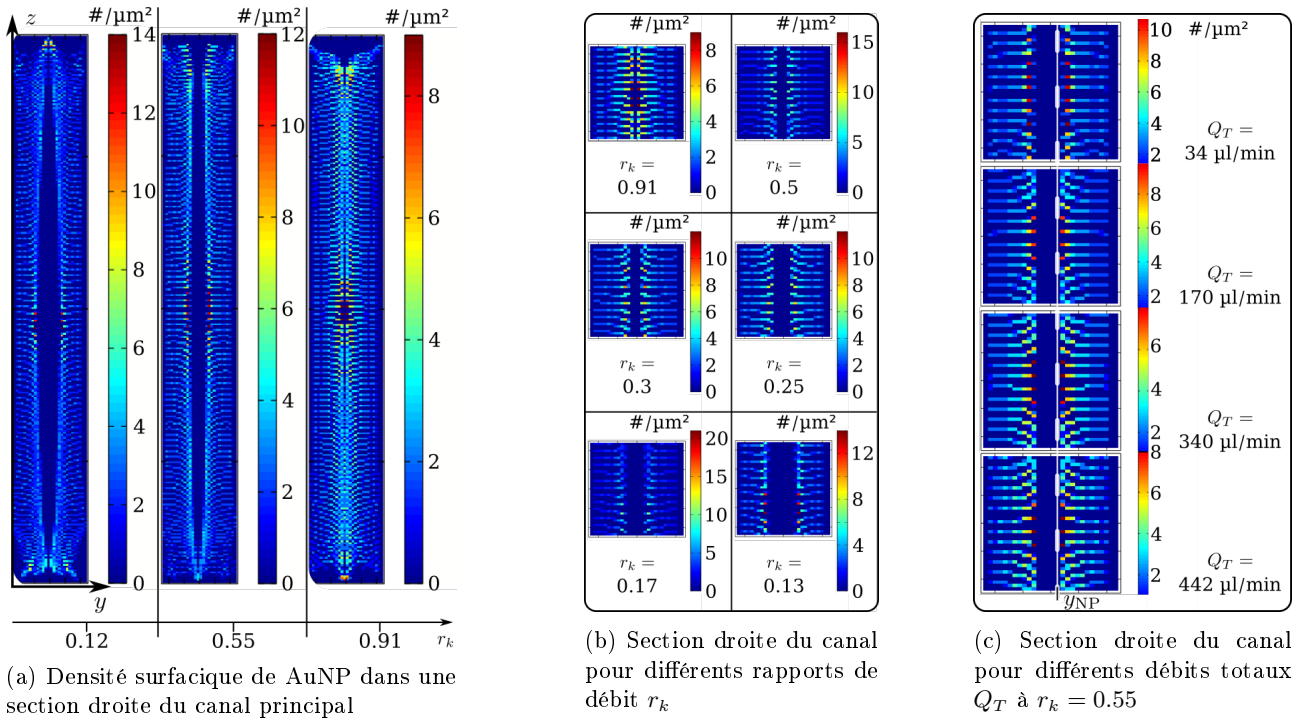 z
#/µm²
#/µm²
#/µm²
14
12
10
8
6
4
2
0
12
10
8
6
4
2
0
8
6
4
2
0
y
0.12
0.55
0.91
r_k
(a) Densité surfacique de AuNP dans une
section droite du canal principal
#/µm²
8
6
4
2
0
r_k =
0.91
#/µm²
15
10
5
0
r_k =
0.5
#/µm²
10
8
6
4
2
0
r_k =
0.3
#/µm²
10
8
6
4
2
0
r_k =
0.25
#/µm²
20
15
10
5
0
r_k =
0.17
#/µm²
12
8
4
0
r_k =
0.13
(b) Section droite du canal
pour différents rapports de
débit r_k
#/µm²
10
8
6
4
2
Q_T =
34 µl/min
10
8
6
4
2
Q_T =
170 µl/min
6
4
2
Q_T =
340 µl/min
8
6
4
2
Q_T =
442 µl/min
y_NP
(c) Section droite du canal
pour différents débits totaux
Q_T à r_k = 0.55